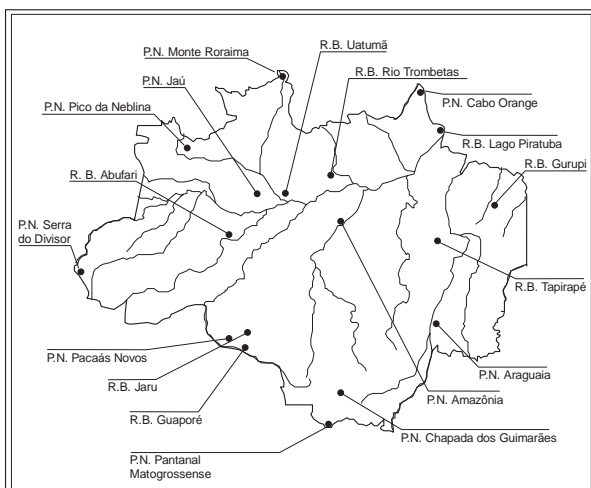 P.N. Monte Roraima
R.B. Uatumã
P.N. Jaú
R.B. Rio Trombetas
P.N. Pico da Neblina
P.N. Cabo Orange
R.B. Lago Piratuba
R.B. Gurupi
R. B. Abufari
P.N. Serra
do Divisor
R.B. Tapirapé
P.N. Pacaás Novos
P.N. Araguaia
R.B. Jaru
P.N. Amazônia
R.B. Guaporé
P.N. Chapada dos Guimarães
P.N. Pantanal
Matogrossense